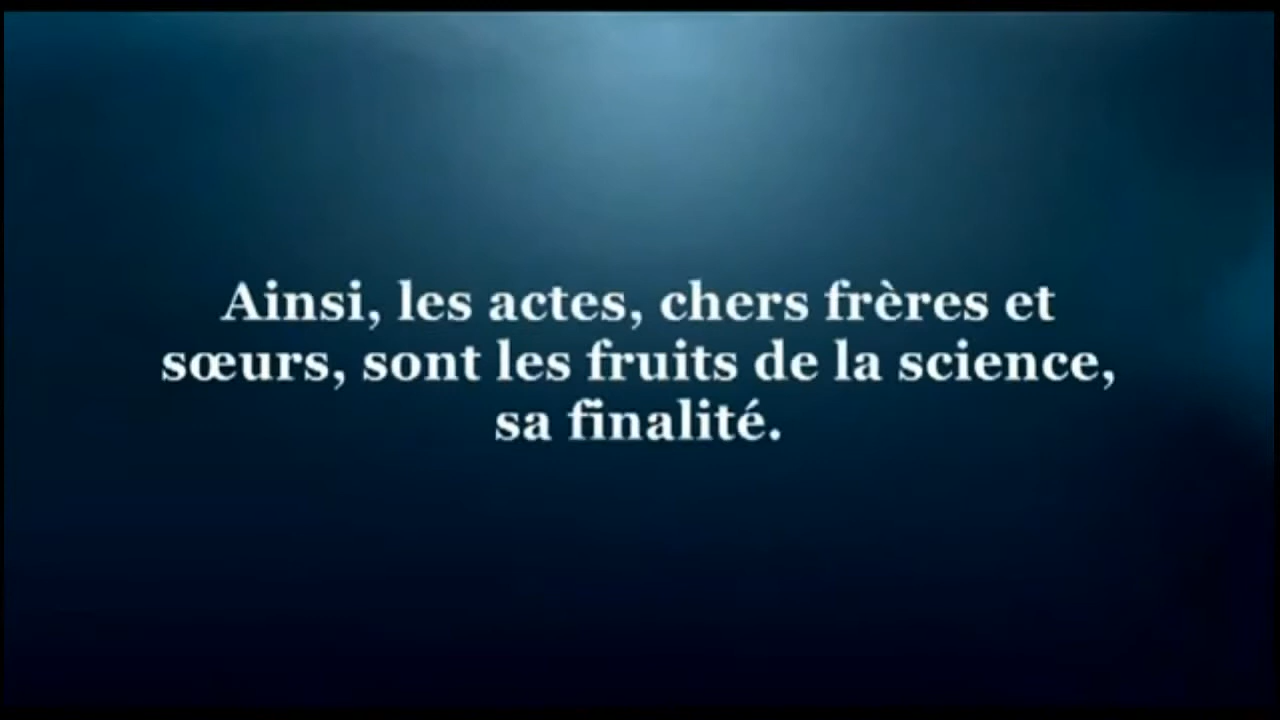 Ainsi, les actes, chers frères et
sœurs, sont les fruits de la science,
sa finalité.